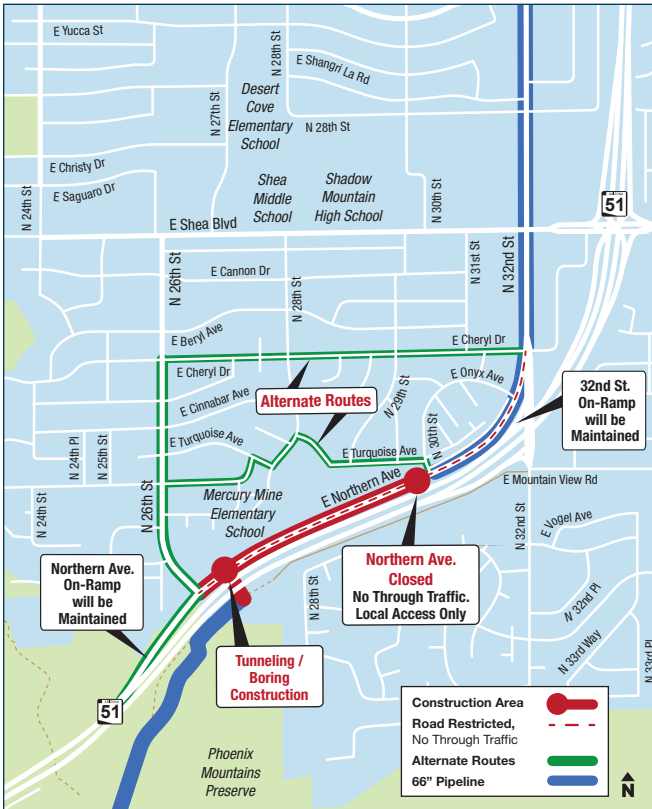 E Yucca St
N 28th St
E Shangri La Rd
N 27th St
Desert
Cove
Elementary
School
N 28th St
E Christy Dr
E Saguaro Dr
N 24th St
Shea
Middle
School
Shadow
Mountain
High School
N 30th St
ARIZONA
51
E Shea Blvd
N 26th St
E Cannon Dr
N 28th St
N 31st St
N 32nd St
E Beryl Ave
E Cheryl Dr
E Cheryl Dr
E Onyx Ave
Alternate Routes
N 29th St
E Cinnabar Ave
32nd St.
On-Ramp
will be
Maintained
N 24th Pl
N 25th St
E Turquoise Ave
E Turquoise Ave
N 30th St
E Mountain View Rd
N 24th St
N 26th St
Mercury Mine
Elementary
School
E Northern Ave
N 32nd St
E Vogel Ave
Northern Ave.
On-Ramp
will be
Maintained
Northern Ave.
Closed
No Through Traffic.
Local Access Only
N 28th St
N 32nd Pl
N 33rd Way
N 33rd Pl
Tunneling /
Boring
Construction
ARIZONA
51
Phoenix
Mountains
Preserve
Construction Area
Road Restricted,
No Through Traffic
Alternate Routes
66" Pipeline
N